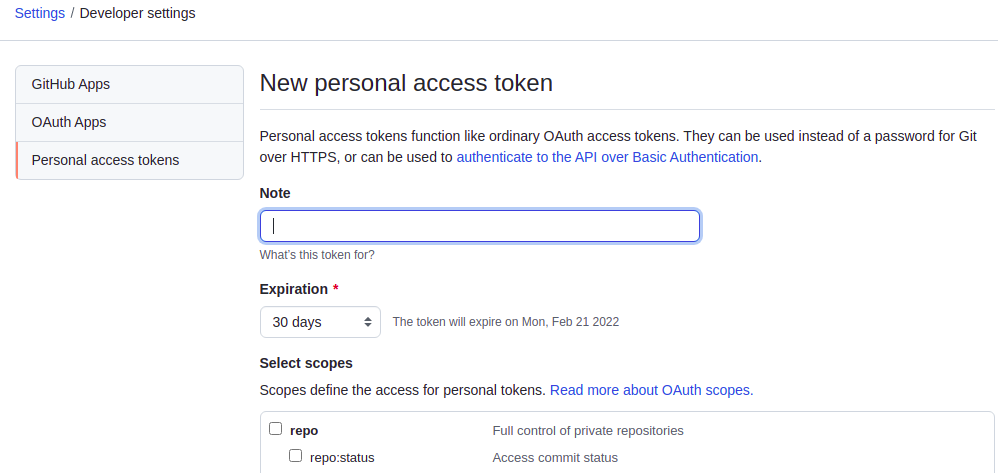 Settings / Developer settings
GitHub Apps
OAuth Apps
Personal access tokens
New personal access token
Personal access tokens function like ordinary OAuth access tokens. They can be used instead of a password for Git
over HTTPS, or can be used to authenticate to the API over Basic Authentication.
Note
What's this token for?
Expiration *
30 days The token will expire on Mon, Feb 21 2022
Select scopes
Scopes define the access for personal tokens. Read more about OAuth scopes.
repo Full control of private repositories
repo:status Access commit status